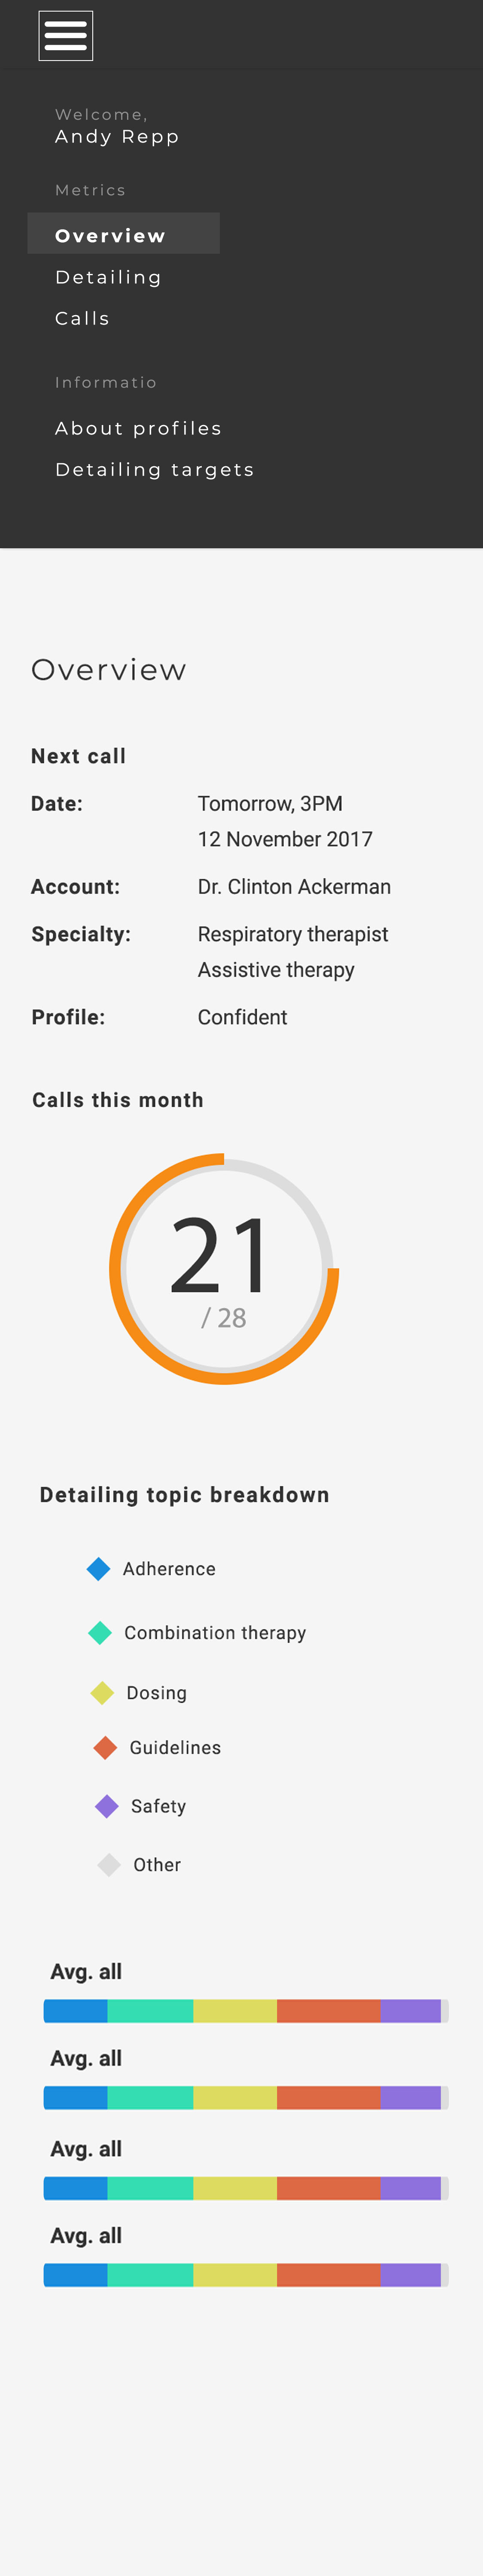 Welcome,
Andy Repp
Metrics
Overview
Detailing
Calls
Informatio
About profiles
Detailing targets
Overview
Next call
Date: Tomorrow, 3PM
12 November 2017
Account: Dr. Clinton Ackerman
Specialty: Respiratory therapist
Assistive therapy
Profile: Confident
Calls this month
21
/ 28
Detailing topic breakdown
Adherence
Combination therapy
Dosing
Guidelines
Safety
Other
Avg. all
Avg. all
Avg. all
Avg. all